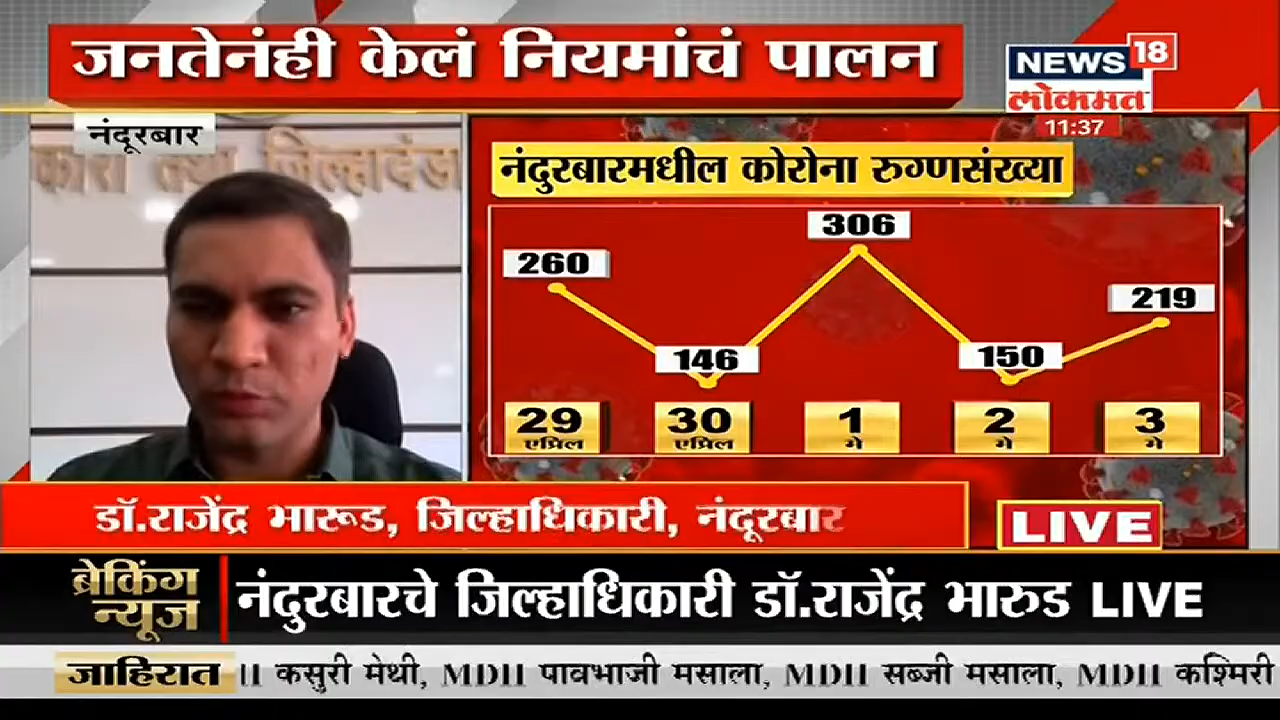 जनतेनंही केलं नियमांचं पालन
NEWS 18
लोकमत
11:37
नंदूरबार
नंदुरबारमधील कोरोना रुग्णसंख्या
260
146
306
150
219
29 एप्रिल
30 एप्रिल
1 मे
2 मे
3 मे
डॉ.राजेंद्र भारूड, जिल्हाधिकारी, नंदूरबार
LIVE
ब्रेकिंग न्यूज
नंदुरबारचे जिल्हाधिकारी डॉ.राजेंद्र भारुड LIVE
जाहिरात
कसुरी मेथी, MDH पावभाजी मसाला, MDH सब्जी मसाला, MDH कश्मिरी